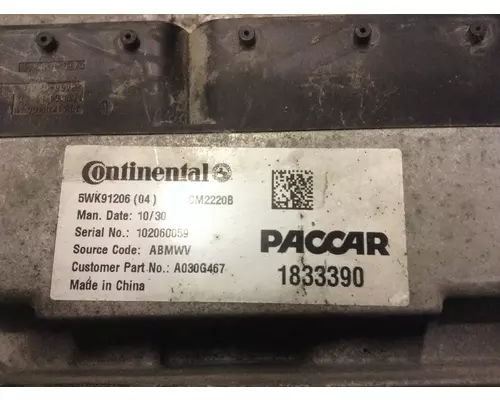 Continental
5WK91206 (04) CM2220B
Man. Date: 10/30
Serial No.: 102060059
Source Code: ABMWV
Customer Part No.: A030G467
Made in China
PACCAR
1833390